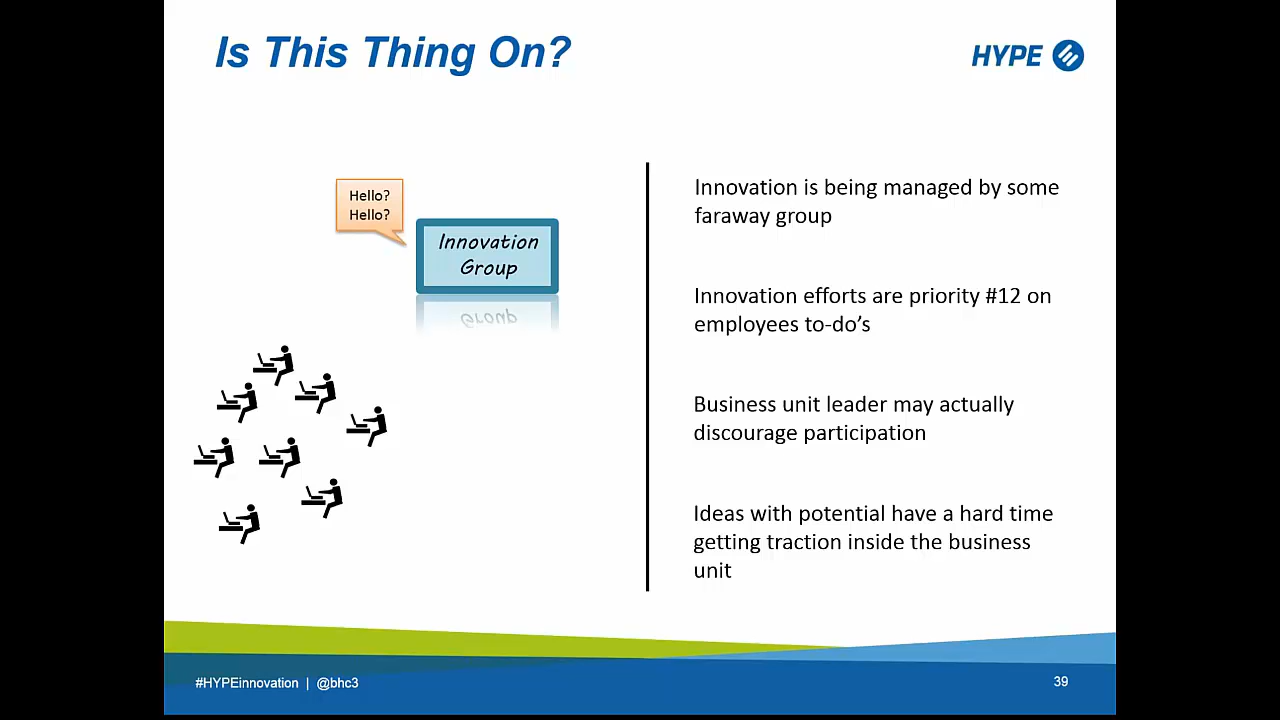 Is This Thing On?
HYPE
Hello?
Hello?
Innovation
Group
Group
Innovation is being managed by some
faraway group
Innovation efforts are priority #12 on
employees to-do’s
Business unit leader may actually
discourage participation
Ideas with potential have a hard time
getting traction inside the business
unit
#HYPEinnovation | @bhc3
39